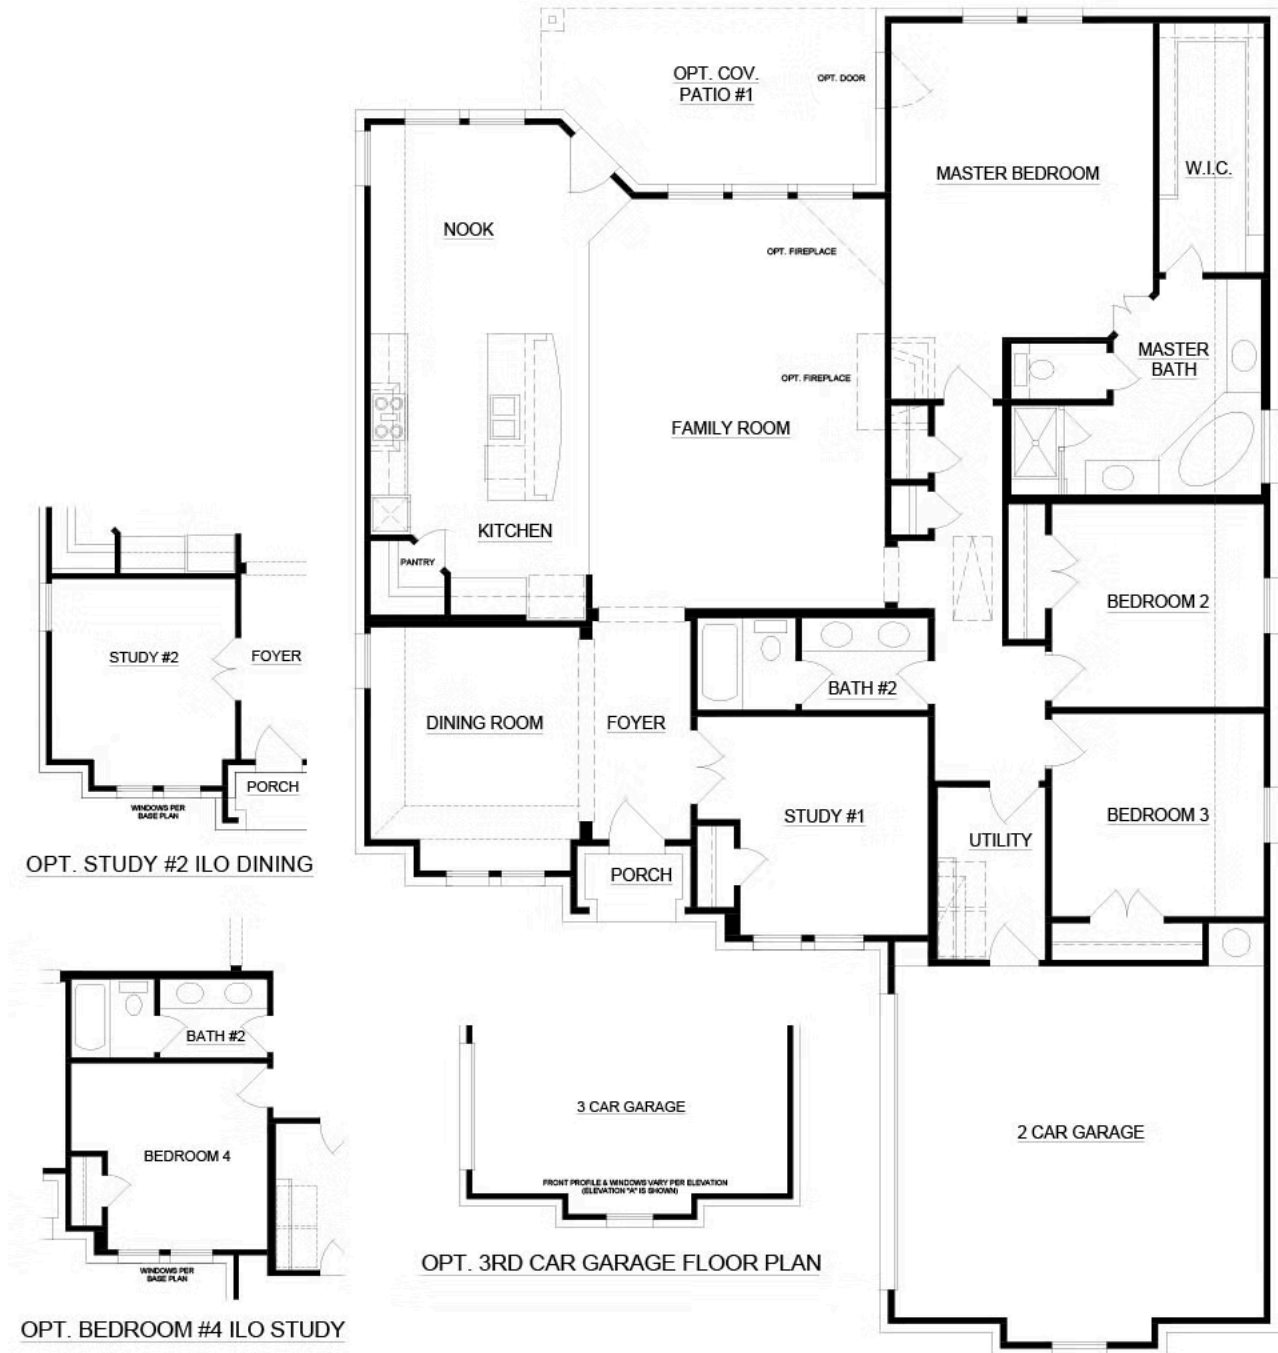 OPT. COV.
PATIO #1
OPT. DOOR
MASTER BEDROOM
W.I.C.
NOOK
OPT. FIREPLACE
MASTER
BATH
OPT. FIREPLACE
FAMILY ROOM
KITCHEN
PANTRY
BEDROOM 2
BATH #2
DINING ROOM
FOYER
STUDY #1
BEDROOM 3
UTILITY
PORCH
2 CAR GARAGE
STUDY #2
FOYER
PORCH
WINDOWS PER
BASE PLAN
OPT. STUDY #2 ILO DINING
BATH #2
BEDROOM 4
WINDOWS PER
BASE PLAN
OPT. BEDROOM #4 ILO STUDY
3 CAR GARAGE
FRONT PROFILE & WINDOWS VARY PER ELEVATION
(ELEVATION "A" IS SHOWN)
OPT. 3RD CAR GARAGE FLOOR PLAN